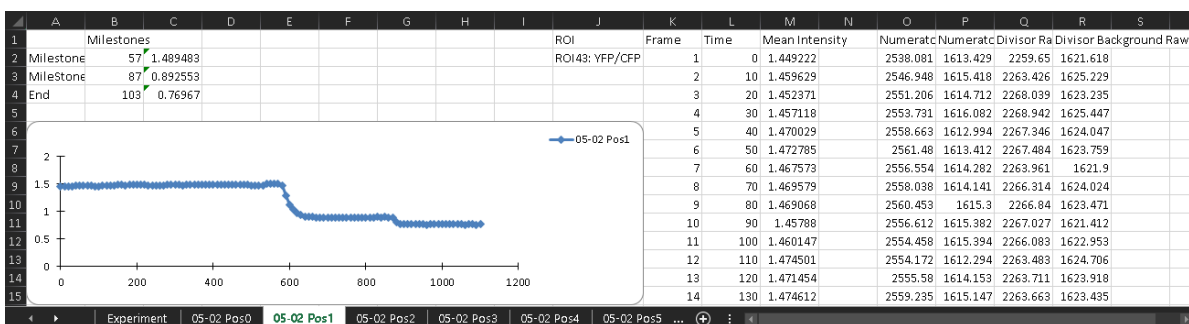 A B C D E F G H I J K L M N O P Q R S
1 Milestones ROI Frame Time Mean Intensity Numeratc Numeratc Divisor Ra Divisor Background Raw
2 Milestone 57 1.489483 ROI43: YFP/CFP 1 0 1.449222 2538.081 1613.429 2259.65 1621.618
3 MileStone 87 0.892553 2 10 1.459629 2546.948 1615.418 2263.426 1625.229
4 End 103 0.76967 3 20 1.452371 2551.206 1614.712 2268.039 1623.235
5 4 30 1.457118 2553.731 1616.082 2268.942 1625.447
6 5 40 1.470029 2558.663 1612.994 2267.346 1624.047
7 6 50 1.472785 2561.48 1613.412 2267.484 1623.759
8 7 60 1.467573 2556.554 1614.282 2263.961 1621.9
9 8 70 1.469579 2558.038 1614.141 2266.314 1624.024
10 9 80 1.469068 2560.453 1615.3 2266.84 1623.471
11 10 90 1.45788 2556.612 1615.382 2267.027 1621.412
12 11 100 1.460147 2554.458 1615.394 2266.083 1622.953
13 12 110 1.474501 2554.172 1612.294 2263.483 1624.706
14 13 120 1.471454 2555.58 1614.153 2263.711 1623.918
15 14 130 1.474612 2559.235 1615.147 2263.663 1623.435
05-02 Pos1
2
1.5
1
0.5
0
0 200 400 600 800 1000 1200
Experiment 05-02 Pos0 05-02 Pos1 05-02 Pos2 05-02 Pos3 05-02 Pos4 05-02 Pos5 ...